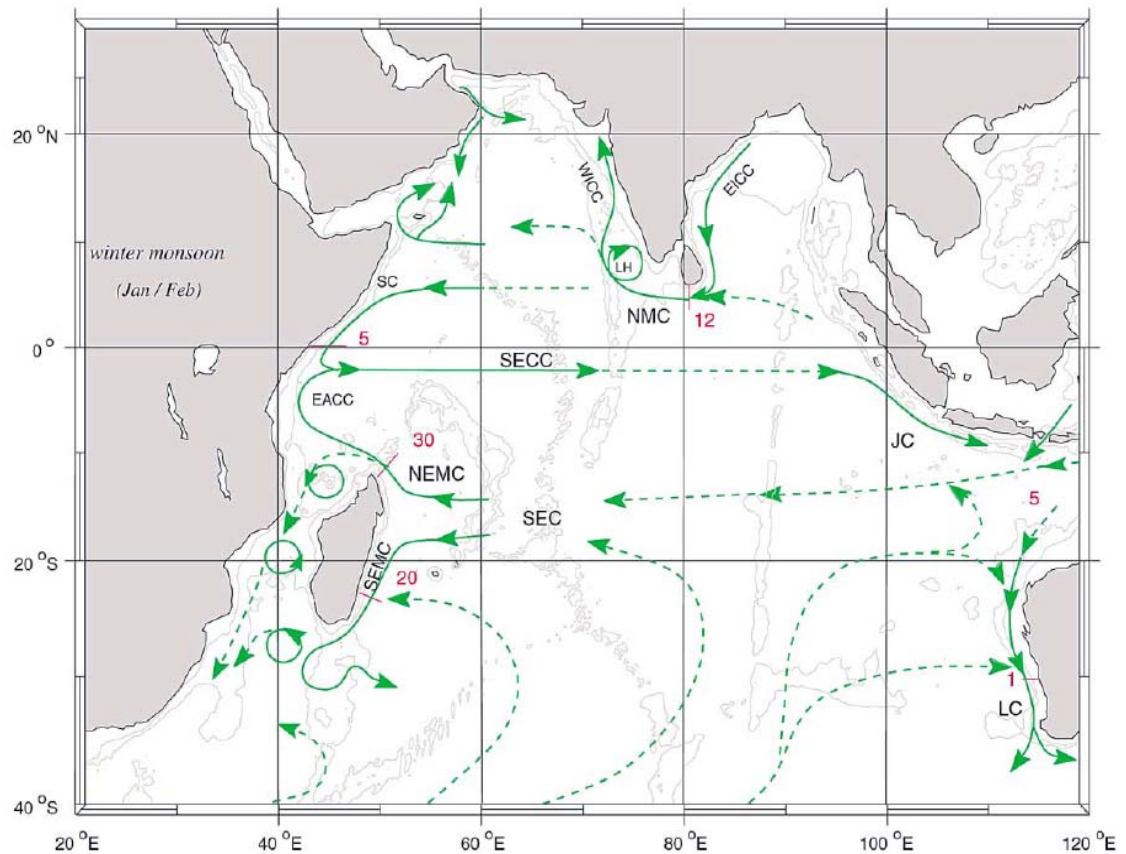 20 °N
WICC
EICC
winter monsoon
(Jan / Feb)
LH
SC
NMC
12
5
0°
SECC
EACC
JC
30
NEMC
5
SEC
20 °S
SEMC
20
1
LC
40 °S
20 °E
40 °E
60 °E
80 °E
100 °E
120 °E